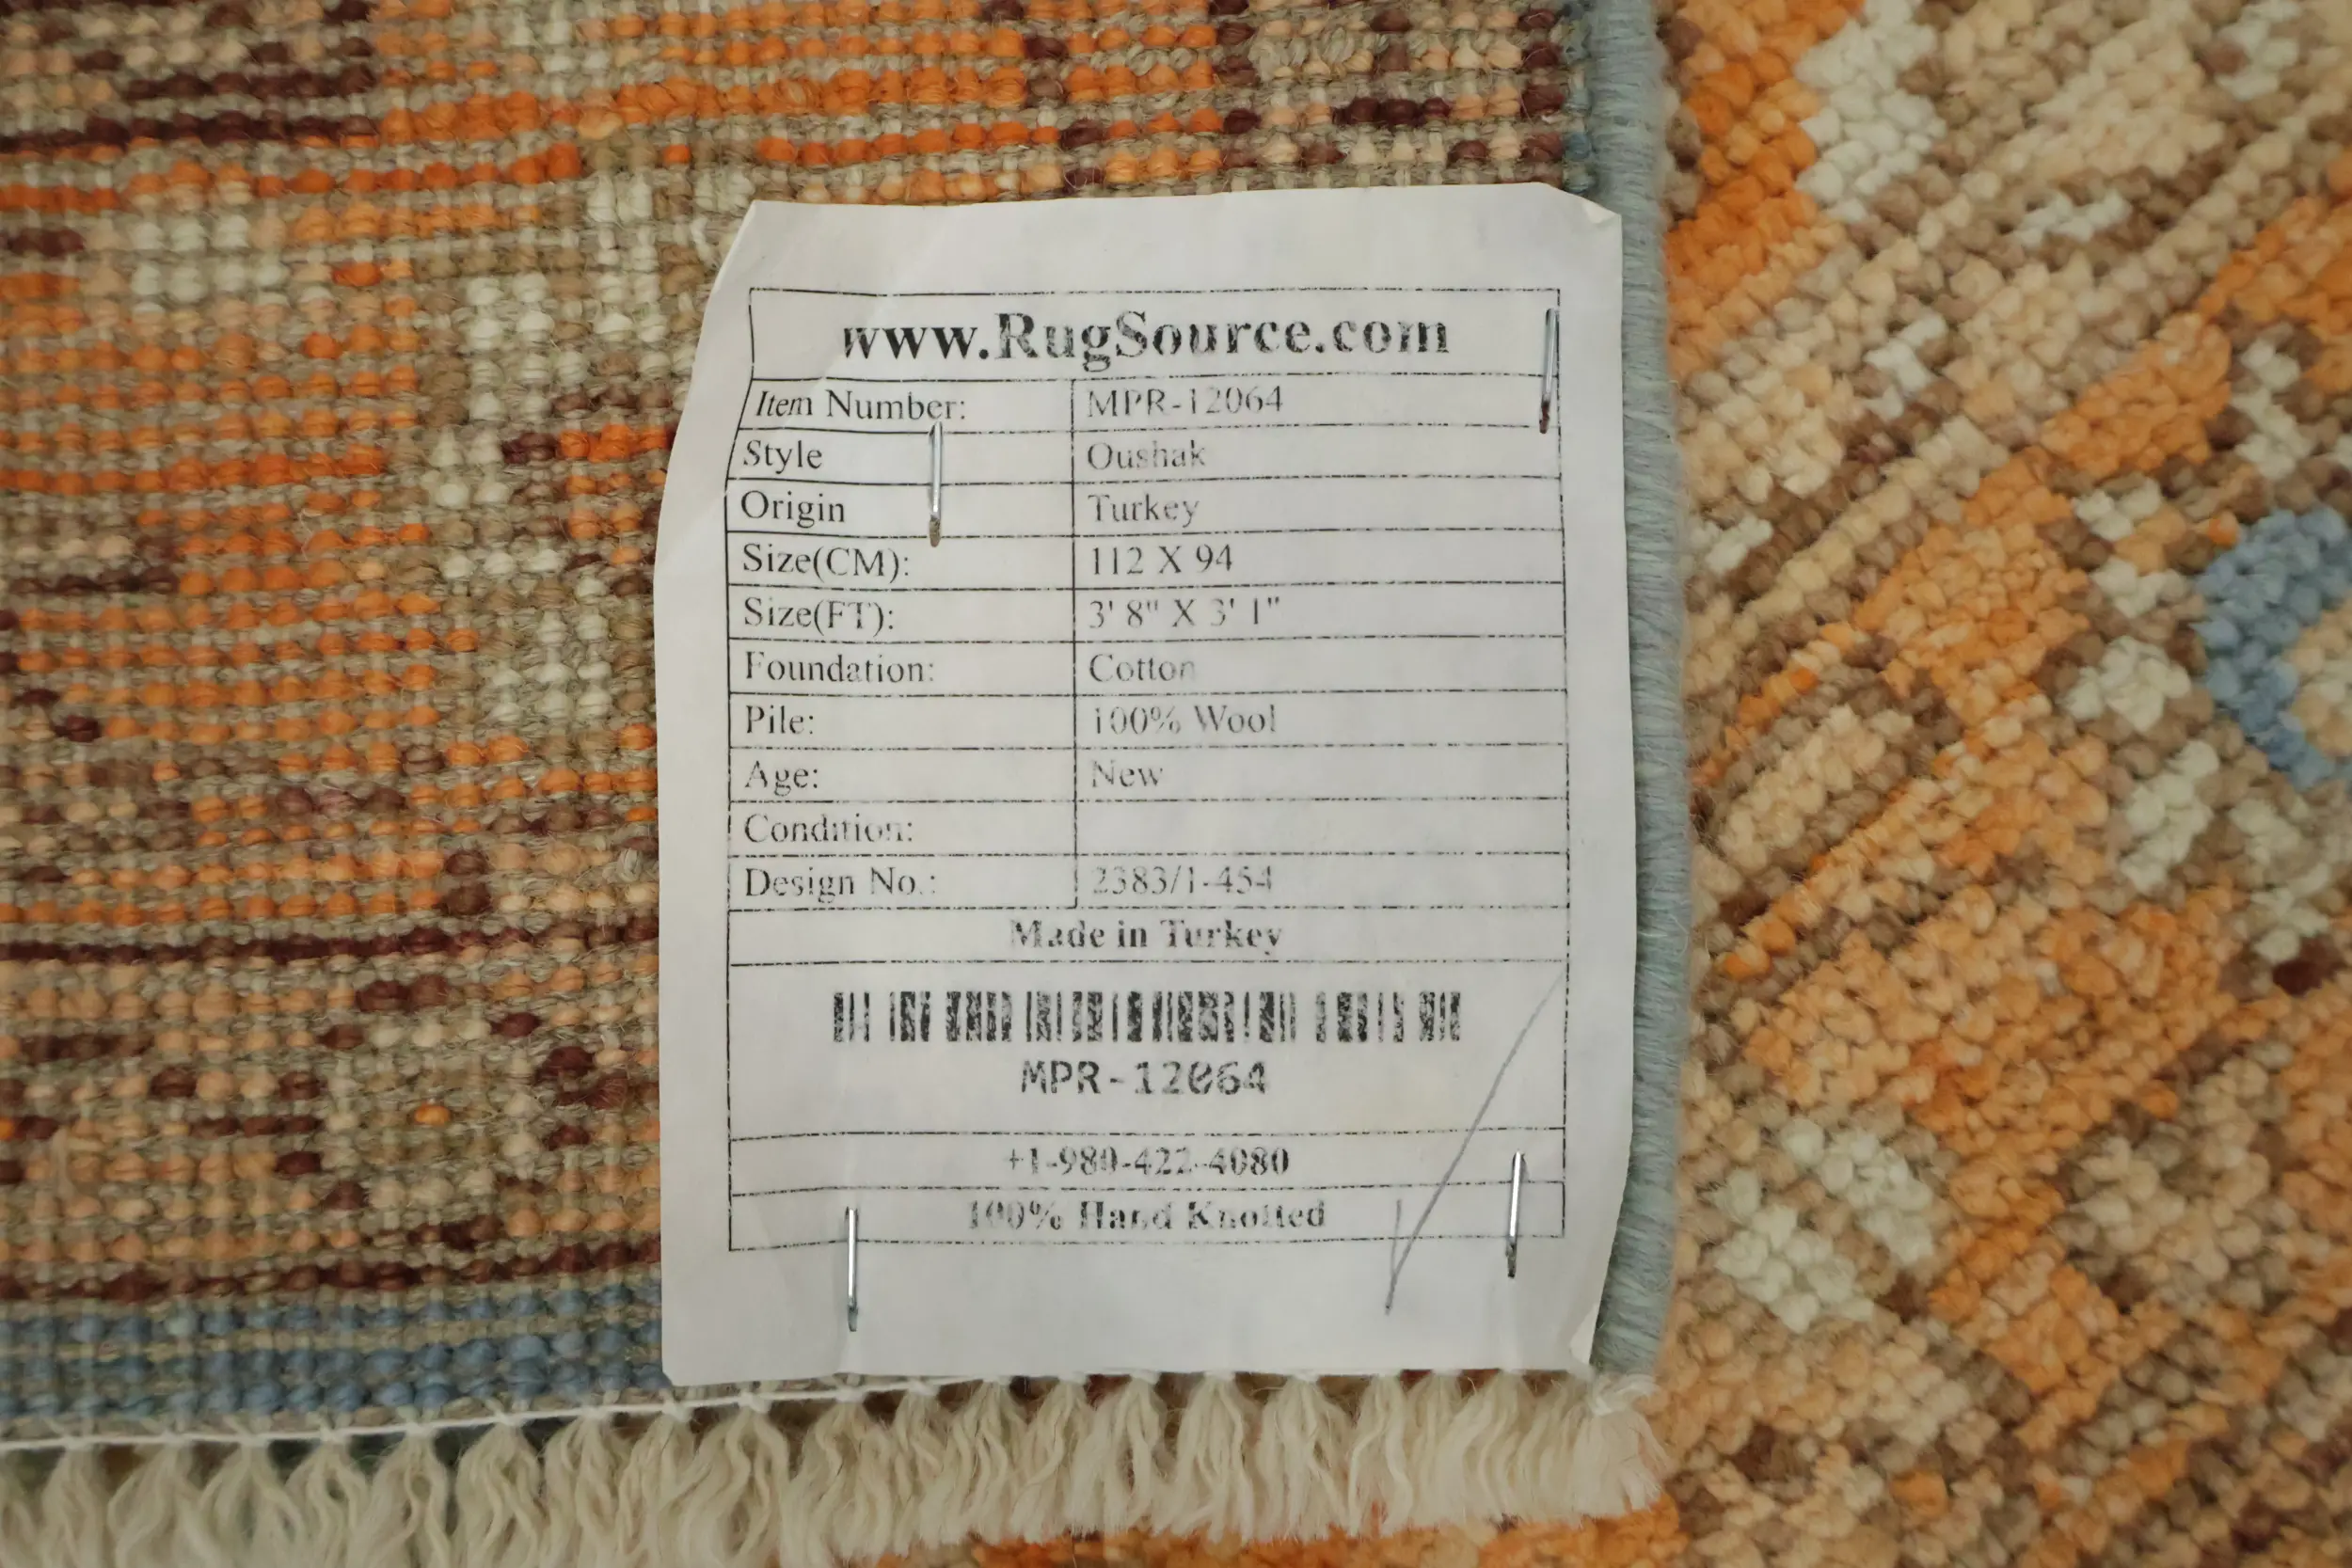 www.RugSource.com
Item Number: MPR-12064
Style Oushak
Origin Turkey
Size(CM): 112 X 94
Size(FT): 3' 8" X 3' 1"
Foundation: Cotton
Pile: 100% Wool
Age: New
Condition:
Design No.: 2383/1-454
Made in Turkey
MPR-12064
+1-980-422-4080
100% Hand Knotted